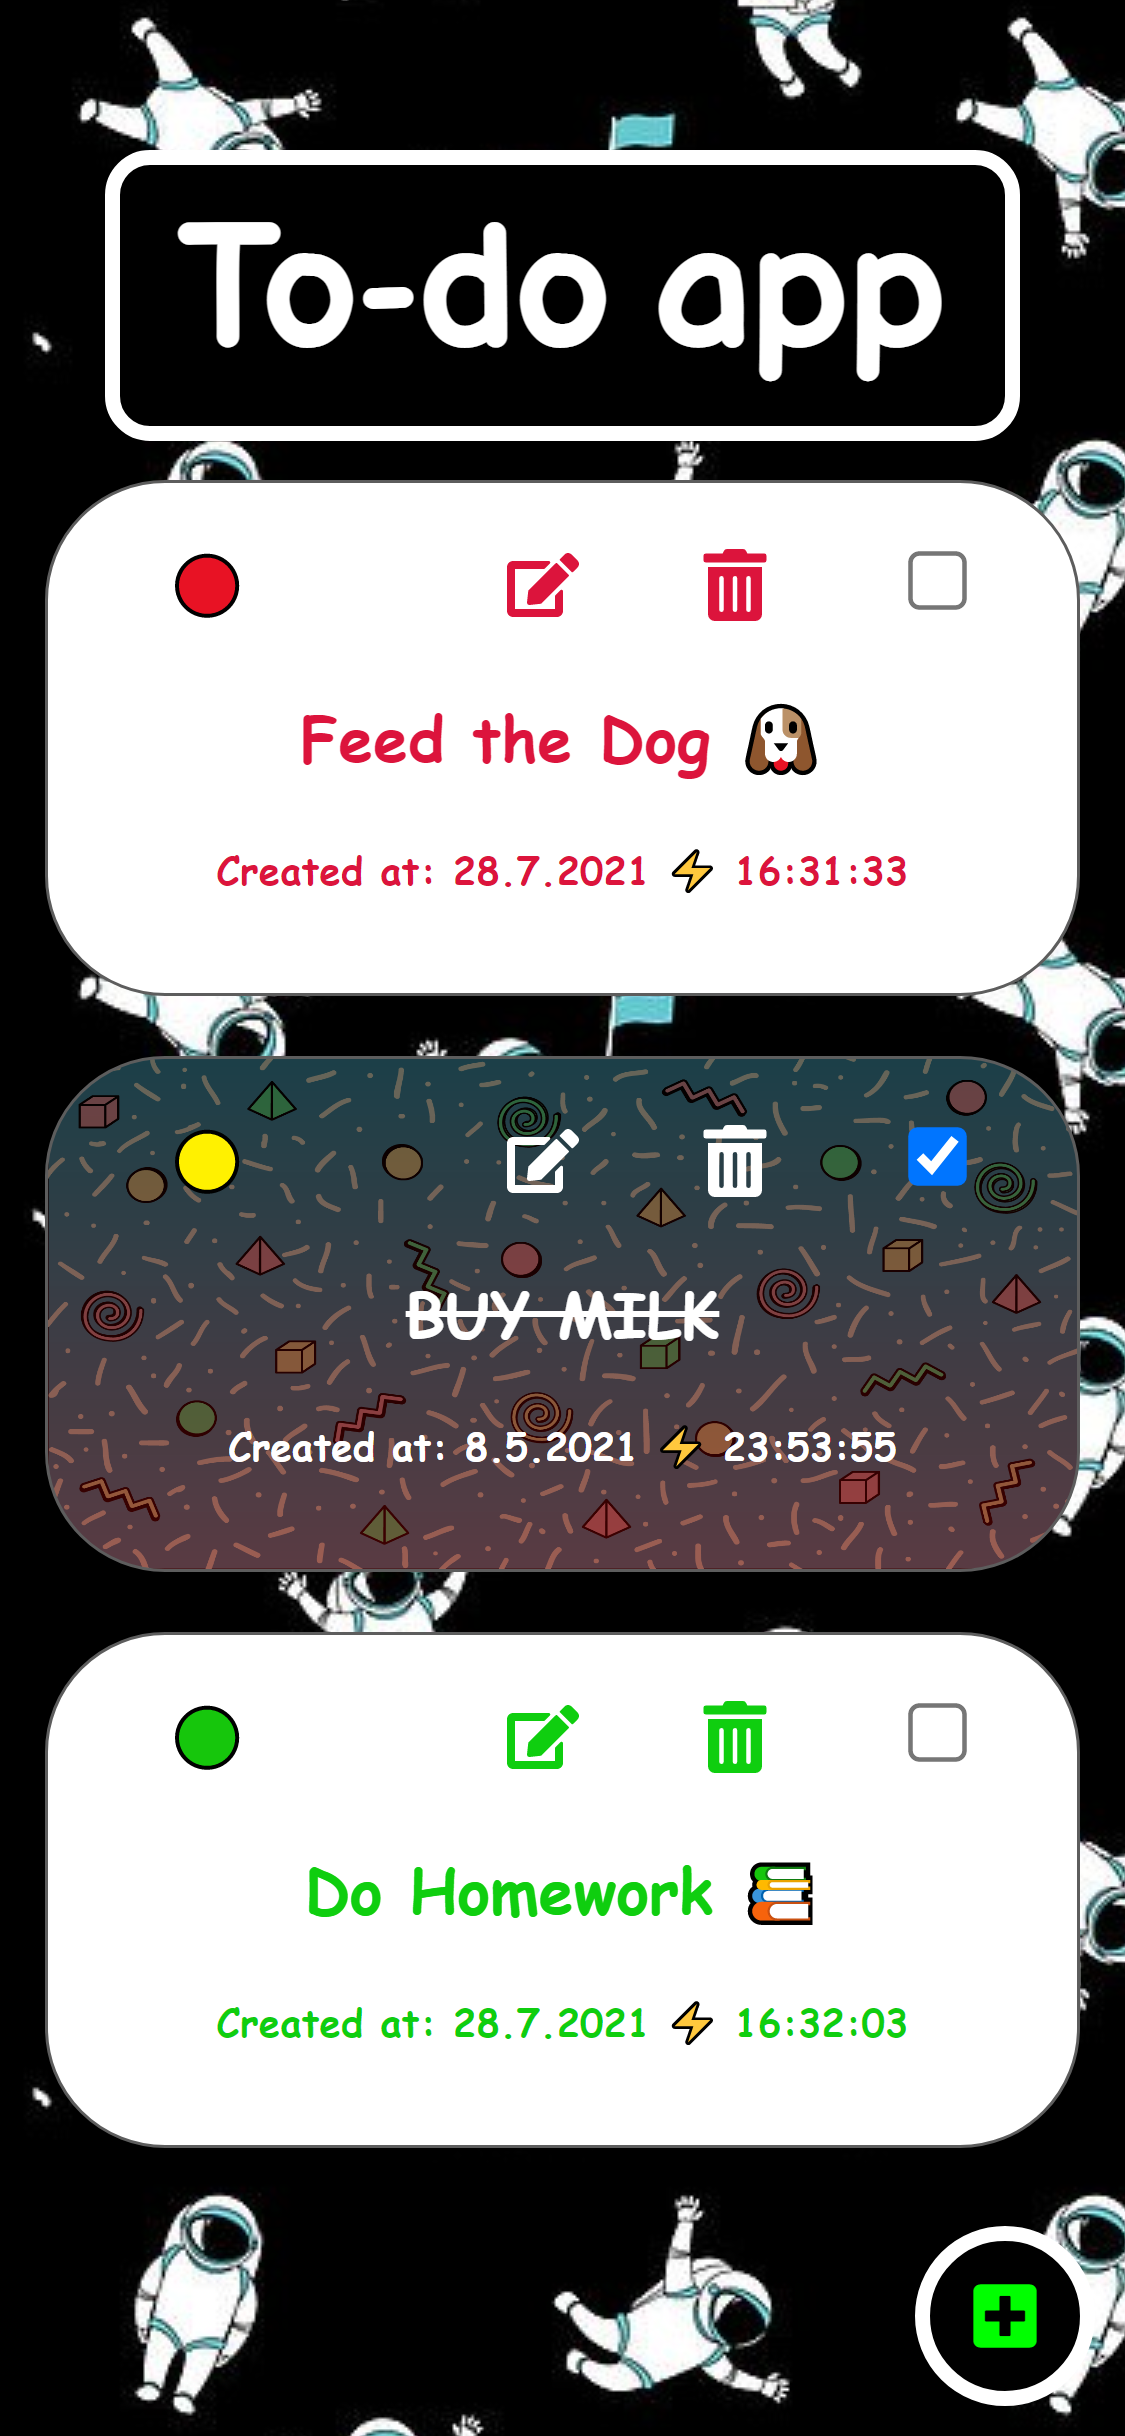 To-do app
Feed the Dog 🐶
Created at: 28.7.2021 ⚡ 16:31:33
BUY MILK
Created at: 8.5.2021 ⚡ 23:53:55
Do Homework 📚
Created at: 28.7.2021 ⚡ 16:32:03